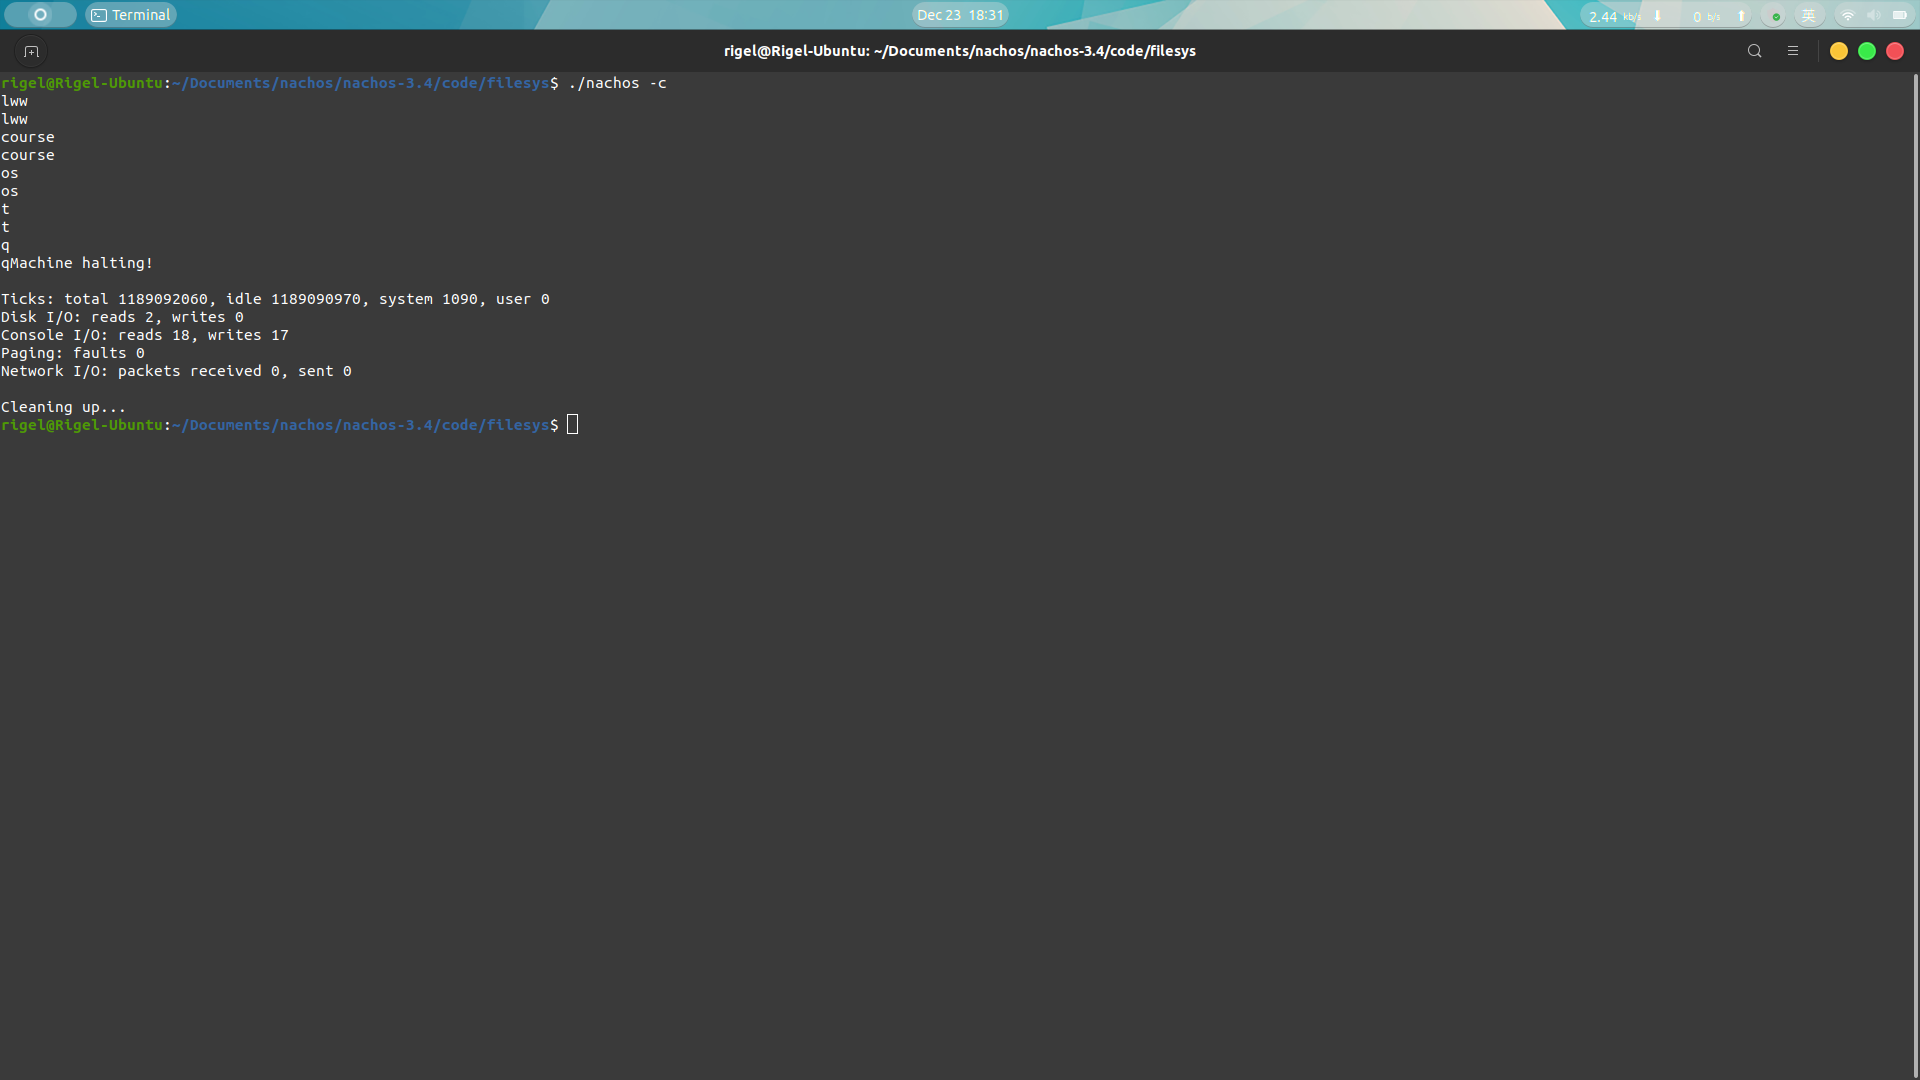 Terminal
Dec 23 18:31
2.44 kb/s 0 b/s 英
rigel@Rigel-Ubuntu: ~/Documents/nachos/nachos-3.4/code/filesys
rigel@Rigel-Ubuntu:~/Documents/nachos/nachos-3.4/code/filesys$ ./nachos -c
lww
lww
course
course
os
os
t
t
q
qMachine halting!
Ticks: total 1189092060, idle 1189090970, system 1090, user 0
Disk I/O: reads 2, writes 0
Console I/O: reads 18, writes 17
Paging: faults 0
Network I/O: packets received 0, sent 0
Cleaning up...
rigel@Rigel-Ubuntu:~/Documents/nachos/nachos-3.4/code/filesys$